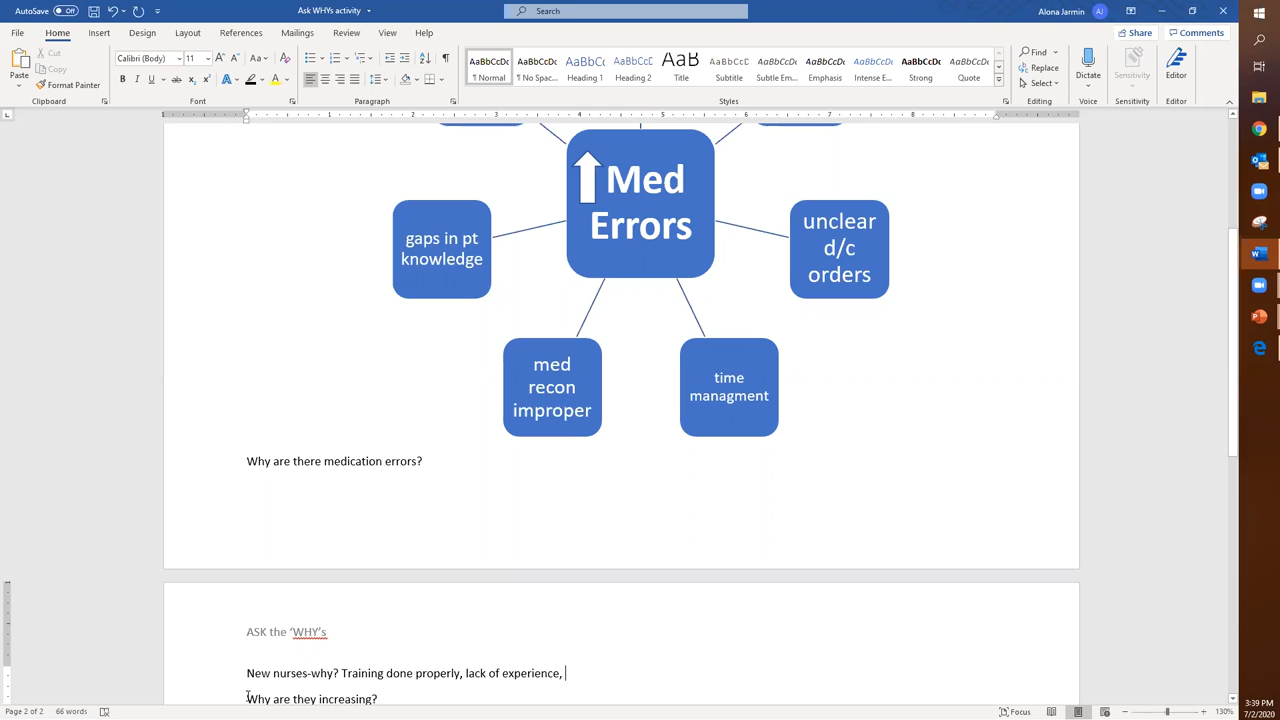 AutoSave Off
Ask WHYs activity
Search
Alona Jarmin AJ
File Home Insert Design Layout References Mailings Review View Help
Share Comments
Paste
Cut
Copy
Format Painter
Clipboard
Calibri (Body) 11
Font
Paragraph
AaBbCcDc AaBbCcDc AaBbC( AaBbCcD AaB AaBbCcD AaBbCcDc AaBbCcDc AaBbCcDc AaBbCcDc AaBbCcDc
¶ Normal ¶ No Spac... Heading 1 Heading 2 Title Subtitle Subtle Em... Emphasis Intense E... Strong Quote
Styles
Find
Replace
Select
Editing
Dictate
Voice
Sensitivity
Sensitivity
Editor
Editor
Med
Errors
gaps in pt
knowledge
unclear
d/c
orders
med
recon
improper
time
managment
Why are there medication errors?
ASK the ‘WHY’s
New nurses-why? Training done properly, lack of experience,
Why are they increasing?
Page 2 of 2 66 words
Focus
130%
3:39 PM
7/2/2020